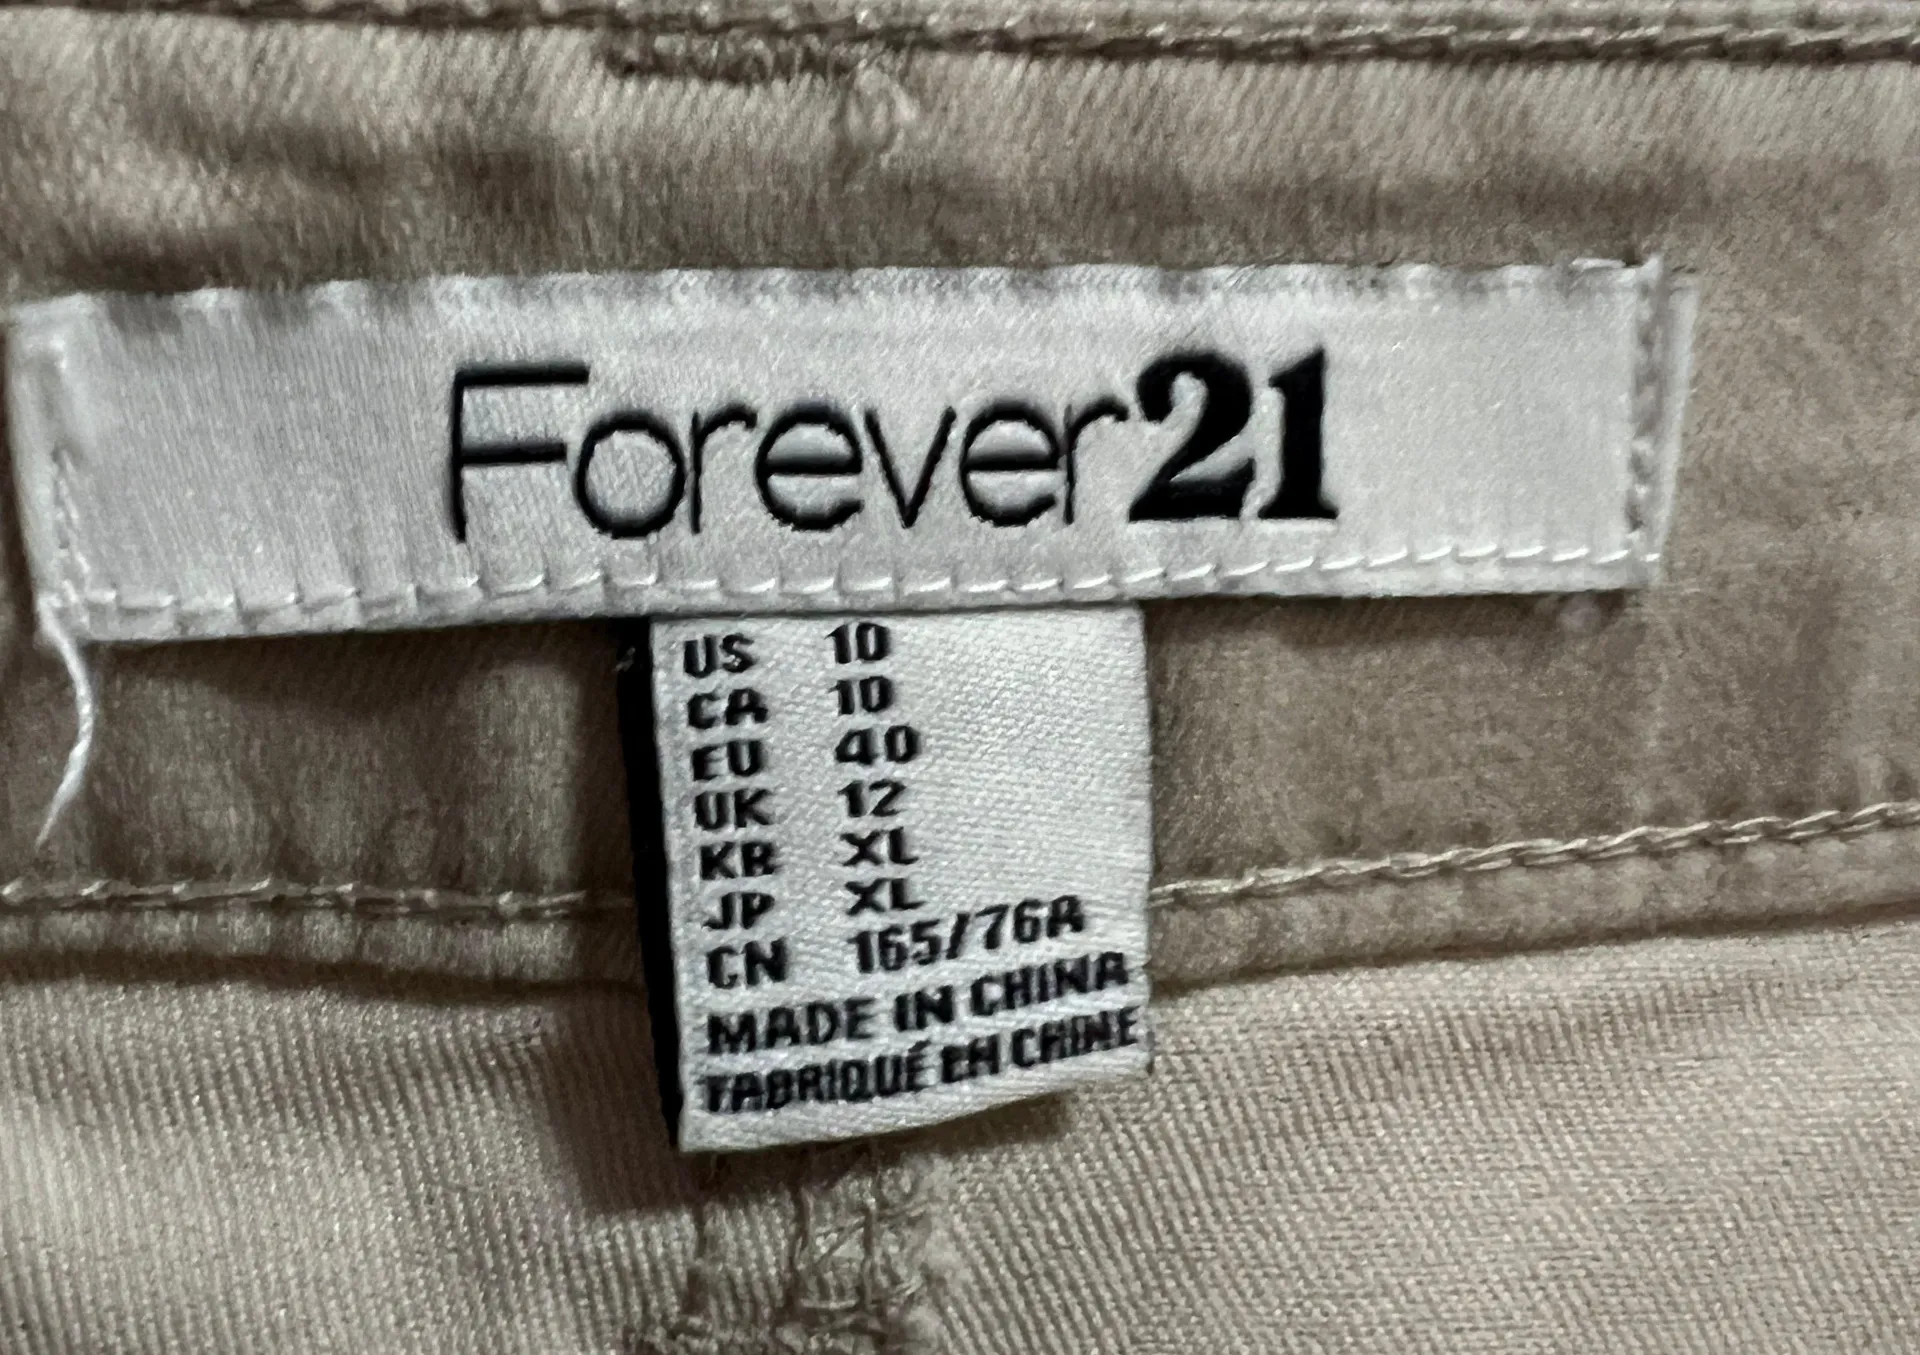 Forever21
US 10
CA 10
EU 40
UK 12
KR XL
JP XL
CN 165/76A
MADE IN CHINA
FABRIQUÉ EN CHINE